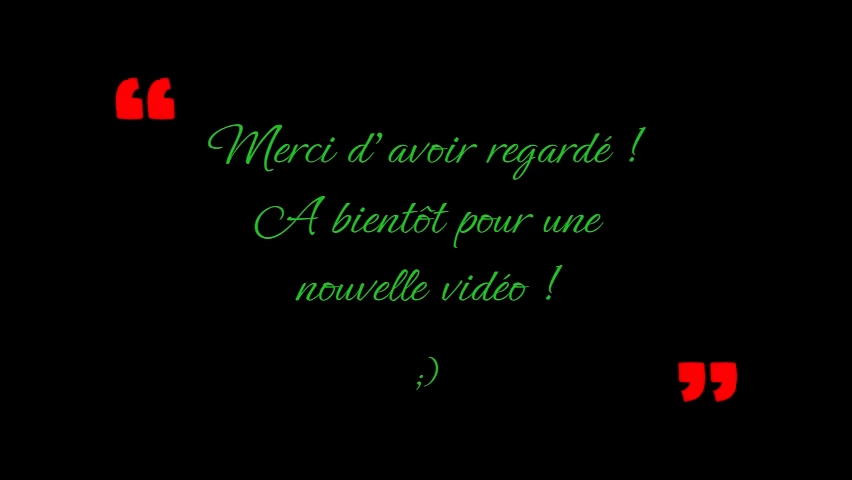 “
Merci d’avoir regardé !
A bientôt pour une
nouvelle vidéo !
;)
”